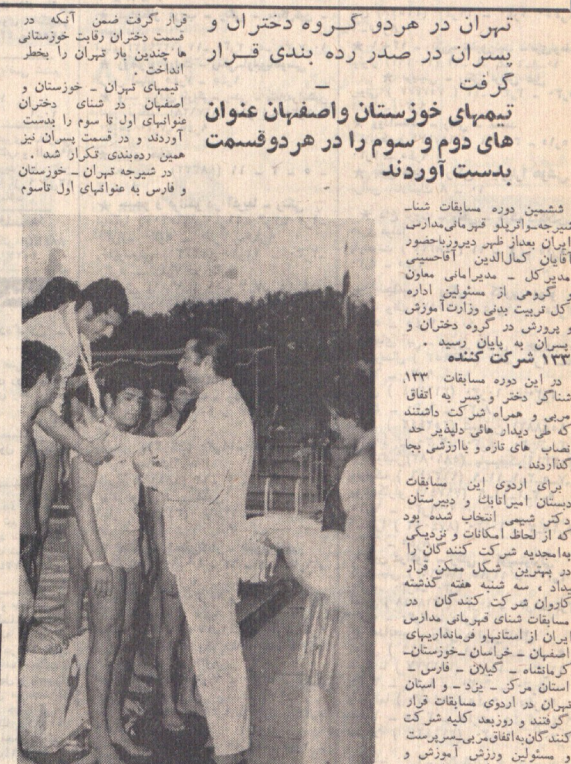 تهران در هردو گروه دختران و
پسران در صدر رده بندی قرار
گرفت –
تیمهای خوزستان واصفهان عنوان
های دوم و سوم را در هر دوقسمت
بدست آوردند
ششمین دوره مسابقات شنا–
شیرجه–واترپلو قهرمانی‌مدارس
ایران بعداز ظهر دیروزباحضور
آقایان کمال‌الدین آقاحسینی
مدیرکل – مدیرامانی معاون
و گروهی از مسئولین اداره
کل تربیت بدنی وزارت‌آموزش
و پرورش در گروه دختران و
پسران به پایان رسید .
۱۳۳ شرکت کننده
در این دوره مسابقات ۱۳۳
شناگر دختر و پسر به اتفاق
مربی و همراه شرکت داشتند
که طی دیدار هائی دلپذیر حد
نصاب های تازه و باارزشی بجا
گذاردند .
برای اردوی این مسابقات
دبستان امیراتابک و دبیرستان
دکتر شیمی انتخاب شده بود
که از لحاظ امکانات و نزدیکی
به‌امجدیه شرکت کنندگان را
در بهترین شکل ممکن قرار
بداد ، سه شنبه هفته گذشته
کاروان شرکت کنندگان در
مسابقات شنای قهرمانی مدارس
ایران از استانهاو فرمانداریهای
اصفهان – خراسان –خوزستان–
کرمانشاه – گیلان – فارس –
استان مرکز – یزد – و استان
تهران در اردوی مسابقات قرار
گرفتند و روزبعد کلیه شرکت
کنندگان‌به‌اتفاق‌مربی–سرپرست
و مسئولین ورزش آموزش و
قرار گرفت ضمن آنکه در
قسمت دختران رقابت خوزستانی
ها چندین بار تهران را بخطر
انداخت .
تیمهای تهران – خوزستان و
اصفهان در شنای دختران
عنوانهای اول تا سوم را بدست
آوردند و در قسمت پسران نیز
همین رده‌بندی تکرار شد .
در شیرجه تهران – خوزستان
و فارس به عنوانهای اول تاسوم